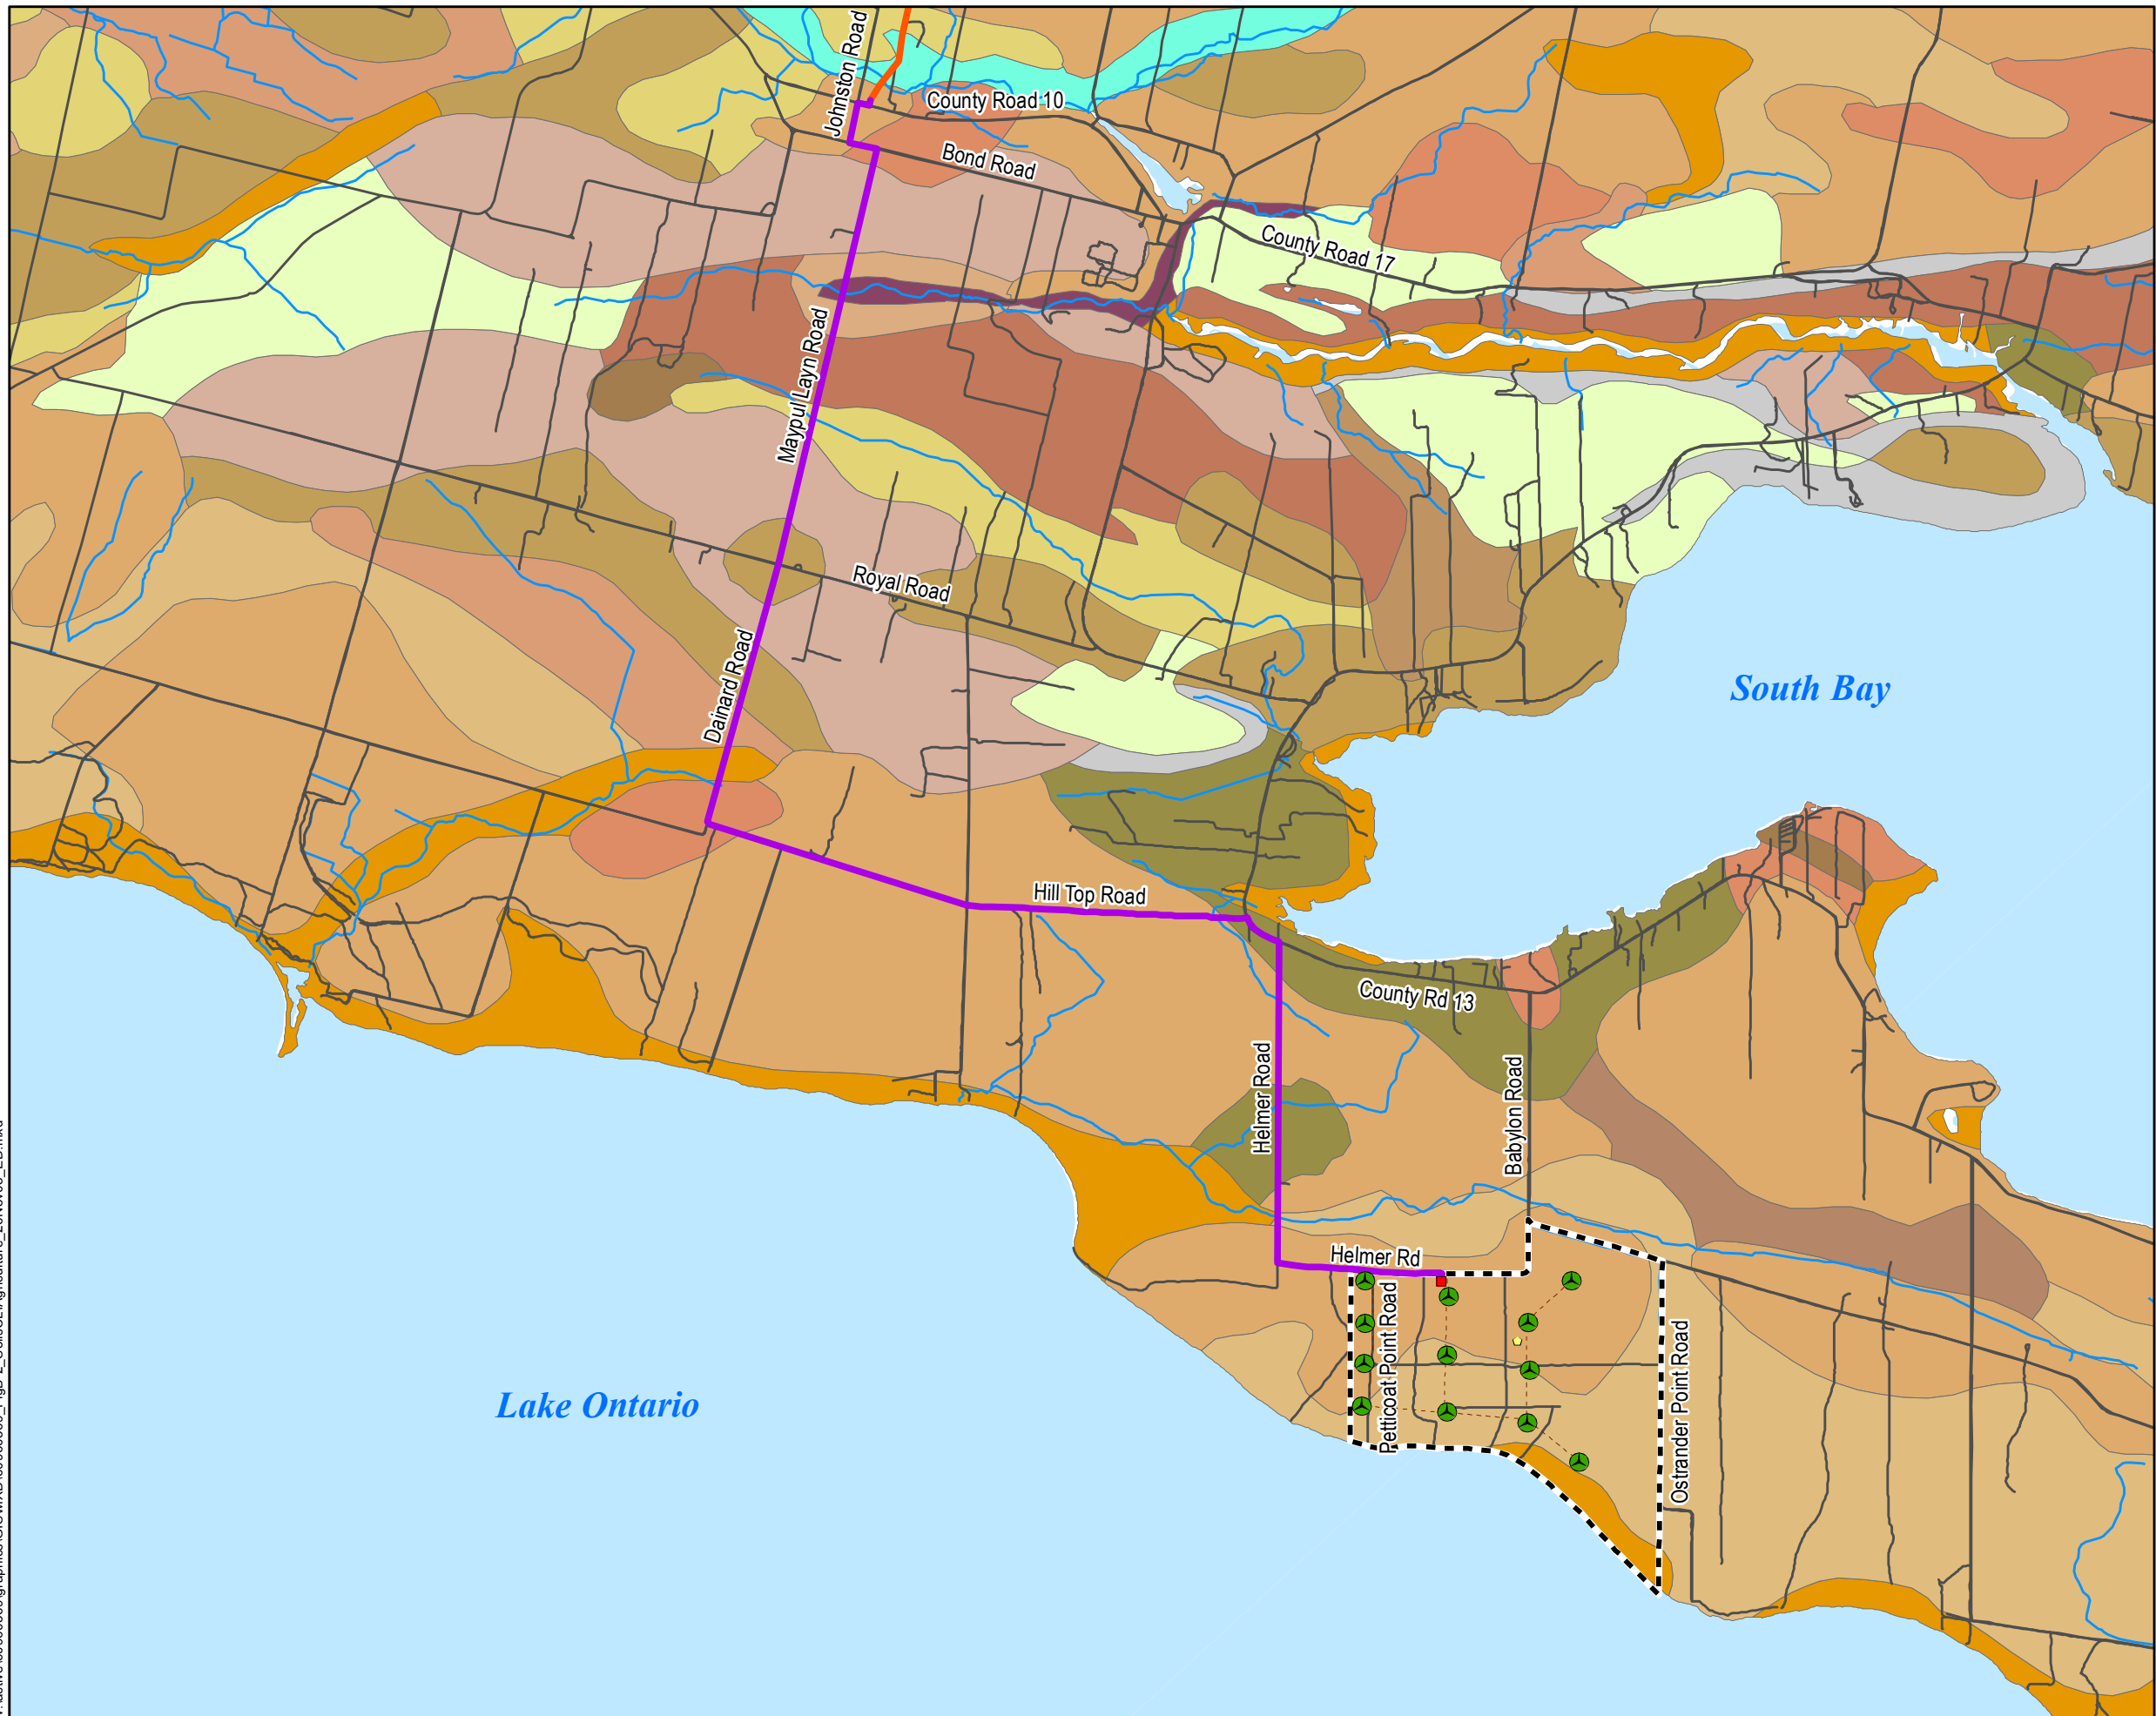 Johnston Road
County Road 10
Bond Road
County Road 17
Maypul Layn Road
Royal Road
South Bay
Dainard Road
Hill Top Road
County Rd 13
Helmer Road
Babylon Road
Helmer Rd
Petticoat Point Road
Ostrander Point Road
Lake Ontario